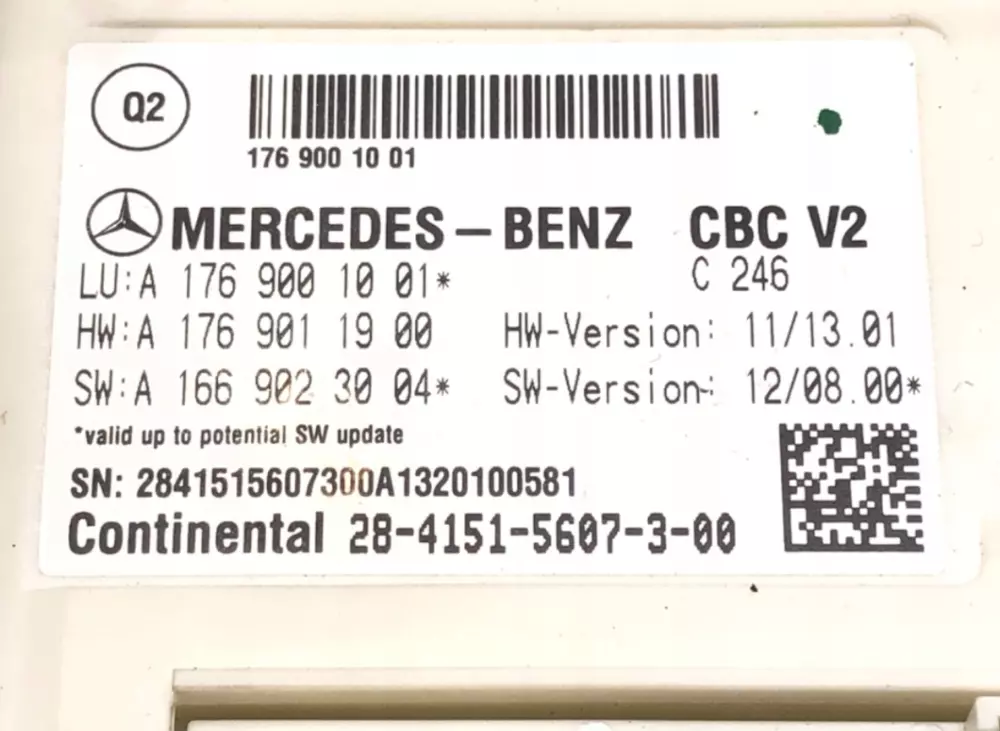 Q2
176 900 10 01
MERCEDES-BENZ CBC V2
LU:A 176 900 10 01* C 246
HW:A 176 901 19 00 HW-Version: 11/13.01
SW:A 166 902 30 04* SW-Version: 12/08.00*
*valid up to potential SW update
SN: 2841515607300A1320100581
Continental 28-4151-5607-3-00